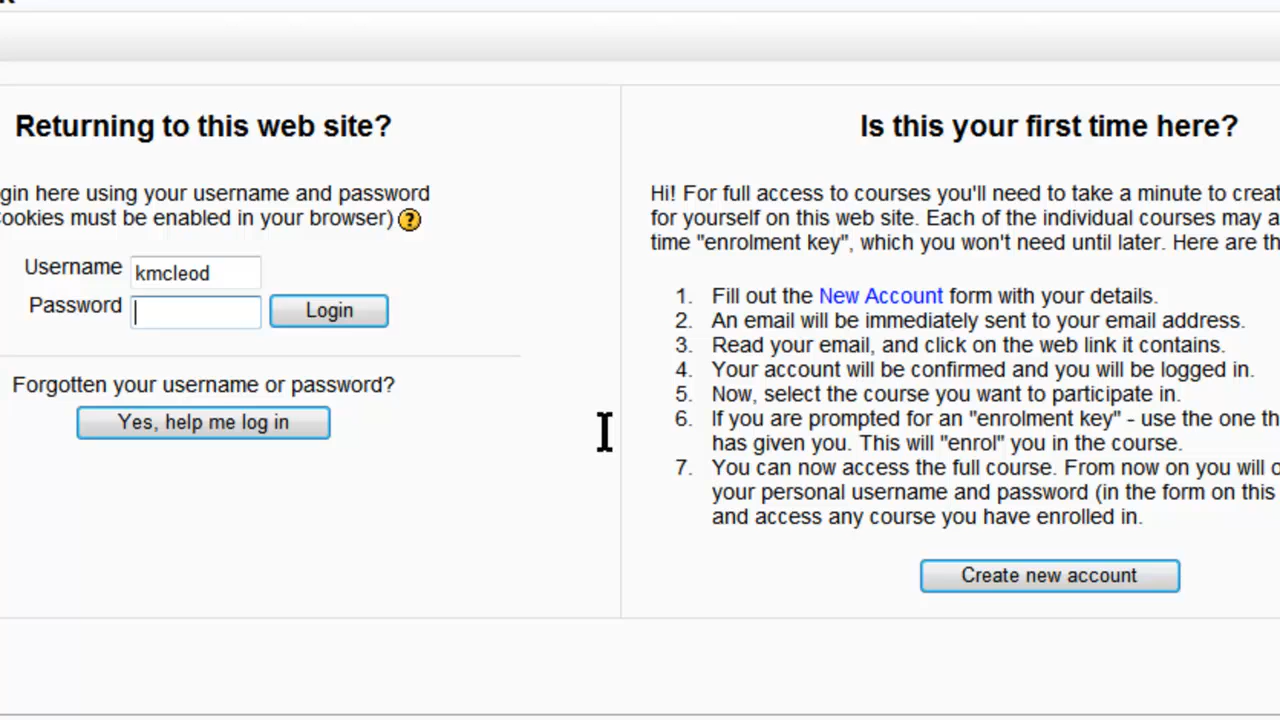 Returning to this web site?
gin here using your username and password
ookies must be enabled in your browser) ?
Username kmcleod
Password
Login
Forgotten your username or password?
Yes, help me log in
Is this your first time here?
Hi! For full access to courses you'll need to take a minute to creat
for yourself on this web site. Each of the individual courses may a
time "enrolment key", which you won't need until later. Here are th
1. Fill out the New Account form with your details.
2. An email will be immediately sent to your email address.
3. Read your email, and click on the web link it contains.
4. Your account will be confirmed and you will be logged in.
5. Now, select the course you want to participate in.
6. If you are prompted for an "enrolment key" - use the one th
has given you. This will "enrol" you in the course.
7. You can now access the full course. From now on you will o
your personal username and password (in the form on this
and access any course you have enrolled in.
Create new account